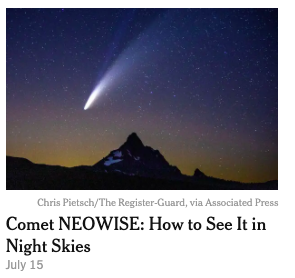 Chris Pietsch/The Register-Guard, via Associated Press
Comet NEOWISE: How to See It in
Night Skies
July 15